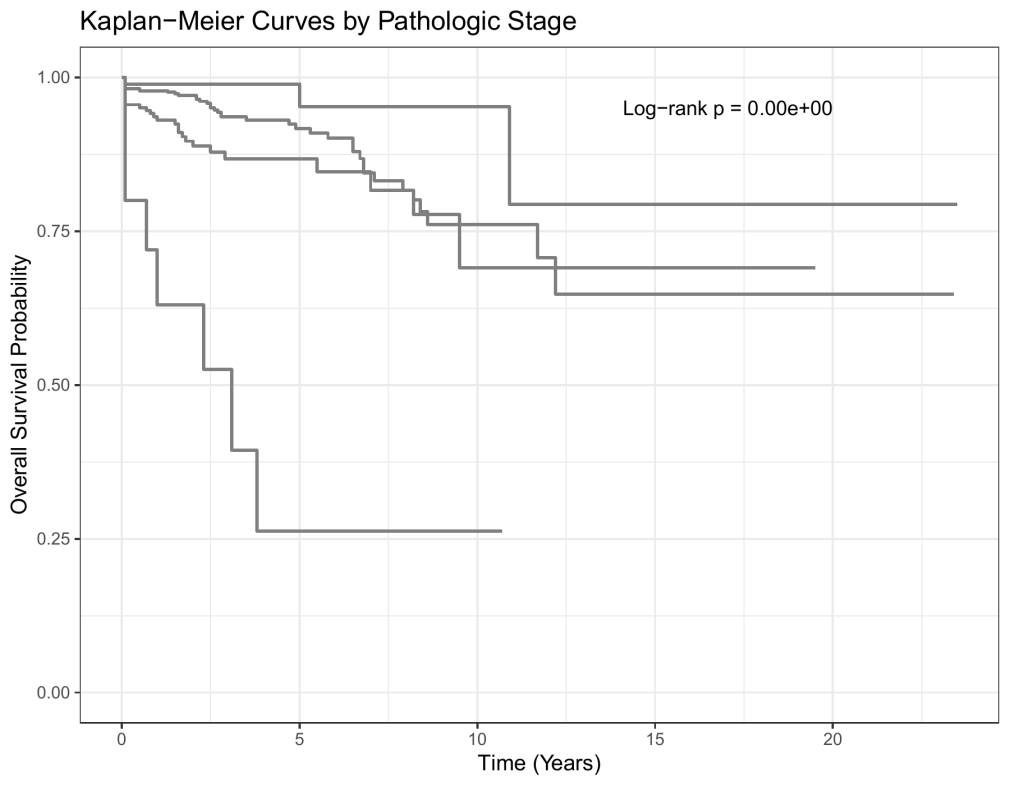 Kaplan−Meier Curves by Pathologic Stage
1.00
Log−rank p = 0.00e+00
0.75
0.50
0.25
0.00
Overall Survival Probability
0 5 10 15 20
Time (Years)